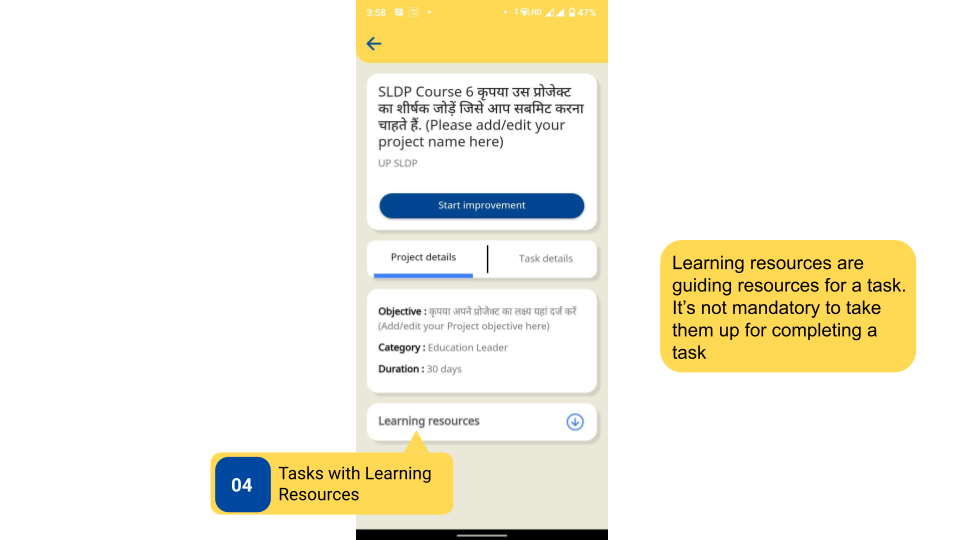 3:58
47%
SLDP Course 6 कृपया उस प्रोजेक्ट
का शीर्षक जोड़ें जिसे आप सबमिट करना
चाहते हैं. (Please add/edit your
project name here)
UP SLDP
Start improvement
Project details
Task details
Objective : कृपया अपने प्रोजेक्ट का लक्ष्य यहां दर्ज करें
(Add/edit your Project objective here)
Category : Education Leader
Duration : 30 days
Learning resources
04
Tasks with Learning
Resources
Learning resources are
guiding resources for a task.
It's not mandatory to take
them up for completing a
task